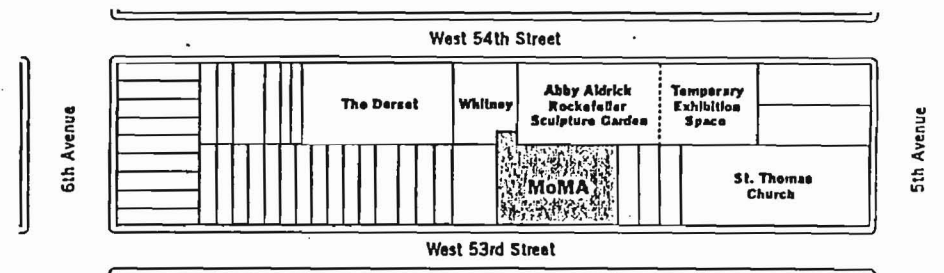 West 54th Street
6th Avenue
The Dorset
Whitney
Abby Aldrick
Rockefeller
Sculpture Garden
Temporary
Exhibition
Space
5th Avenue
MoMA
St. Thomas
Church
West 53rd Street